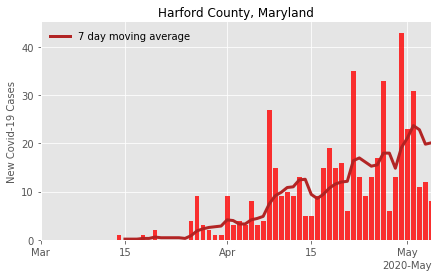 Harford County, Maryland
7 day moving average
New Covid-19 Cases
40
30
20
10
0
Mar
15
Apr
15
May
2020-May